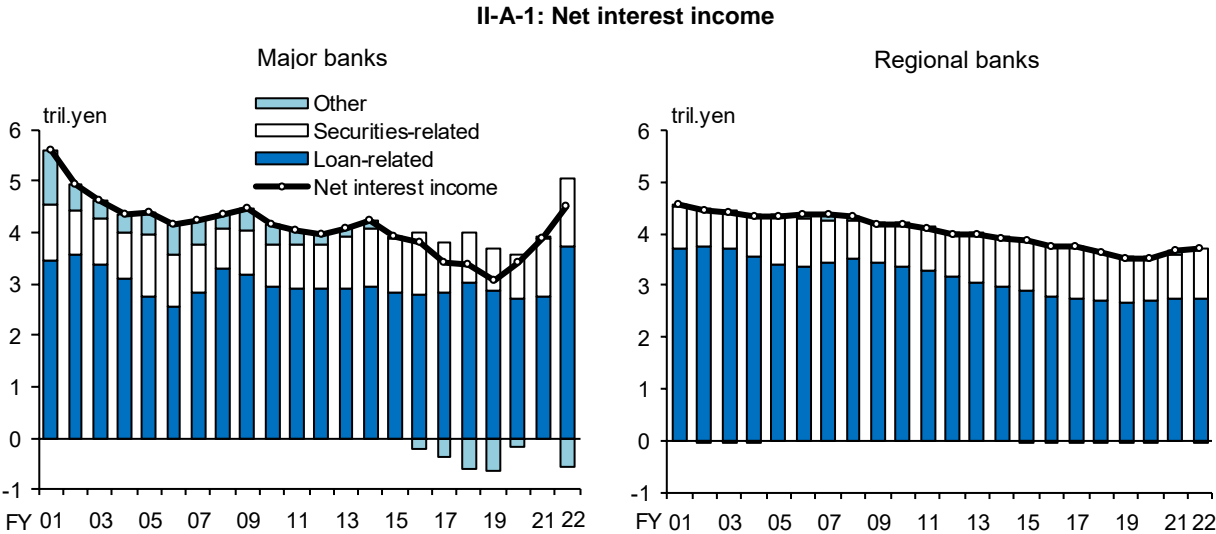 II-A-1: Net interest income
Major banks
tril.yen
Other
Securities-related
Loan-related
Net interest income
6
5
4
3
2
1
0
-1
FY 01 03 05 07 09 11 13 15 17 19 21 22
Regional banks
tril.yen
6
5
4
3
2
1
0
-1
FY 01 03 05 07 09 11 13 15 17 19 21 22